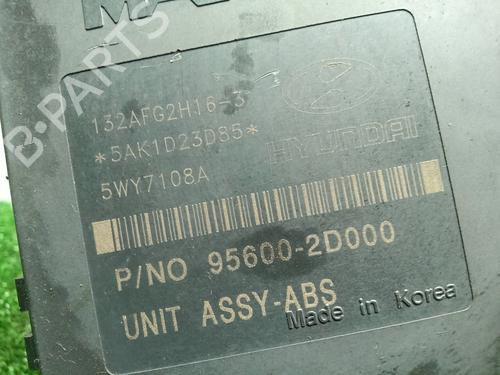 132AFG2H16-3
*5AK1D23D85*
HYUNDAI
5WY7108A
P/NO 95600-2D000
UNIT ASSY-ABS
Made in Korea
B-PARTS